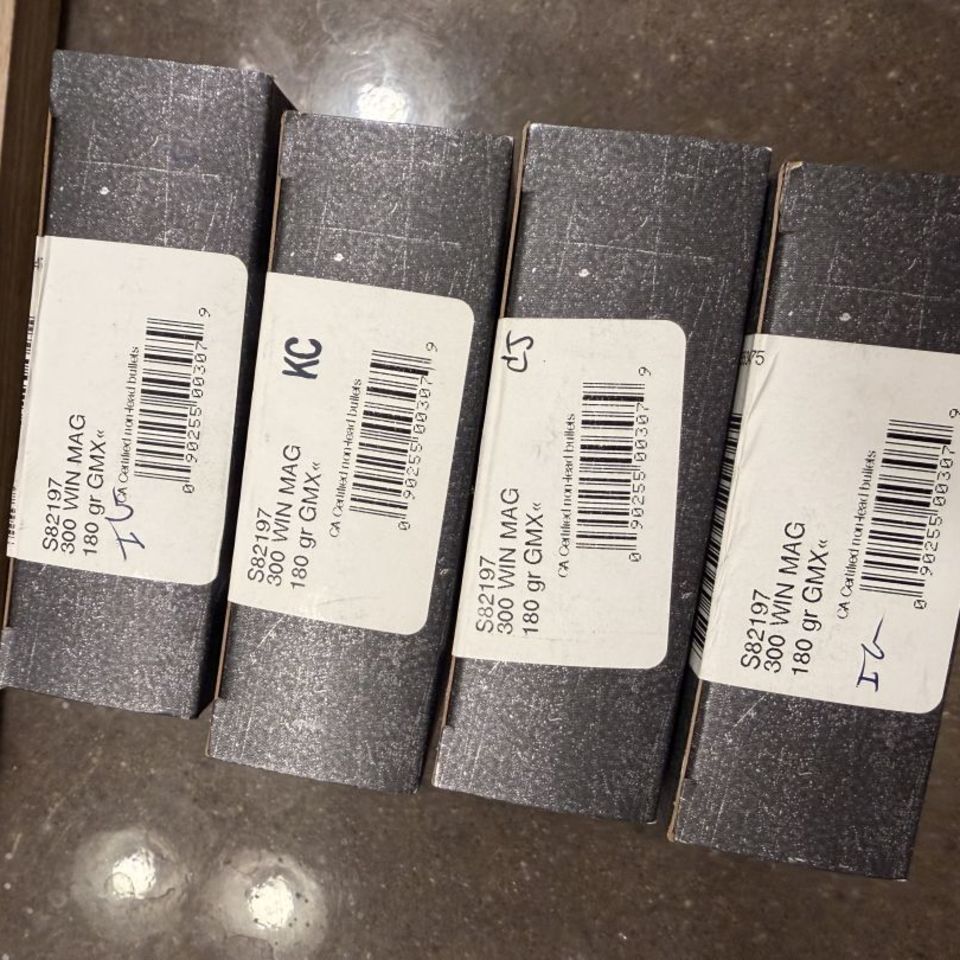 S82197
300 WIN MAG
180 gr GMX«
CA Certified non-lead bullets
0 90255 00307 9
KC
S82197
300 WIN MAG
180 gr GMX«
CA Certified non-lead bullets
0 90255 00307 9
CJ
S82197
300 WIN MAG
180 gr GMX«
CA Certified non-lead bullets
0 90255 00307 9
S82197
300 WIN MAG
180 gr GMX«
CA Certified non-lead bullets
0 90255 00307 9